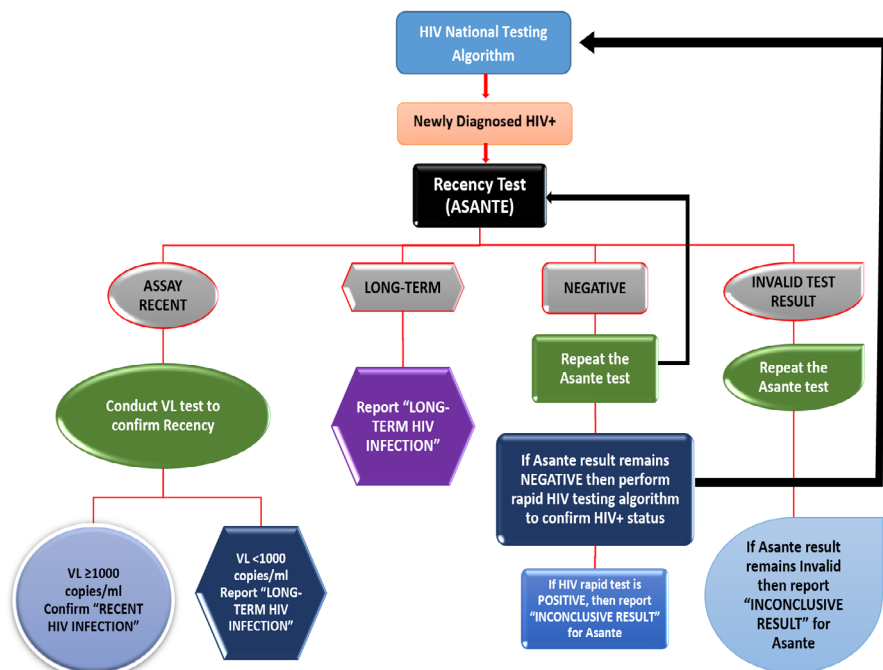 HIV National Testing
Algorithm
Newly Diagnosed HIV+
Recency Test
(ASANTE)
ASSAY
RECENT
LONG-TERM
NEGATIVE
INVALID TEST
RESULT
Conduct VL test to
confirm Recency
Report “LONG-
TERM HIV
INFECTION”
Repeat the
Asante test
Repeat the
Asante test
If Asante result remains
NEGATIVE then perform
rapid HIV testing algorithm
to confirm HIV+ status
VL ≥1000
copies/ml
Confirm “RECENT
HIV INFECTION”
VL <1000
copies/ml
Report “LONG-
TERM HIV
INFECTION”
If HIV rapid test is
POSITIVE, then report
“INCONCLUSIVE RESULT”
for Asante
If Asante result
remains Invalid
then report
“INCONCLUSIVE
RESULT” for
Asante